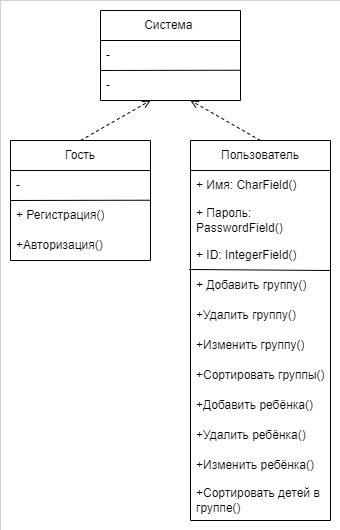 Система
-
-
Гость
-
+ Регистрация()
+Авторизация()
Пользователь
+ Имя: CharField()
+ Пароль:
PasswordField()
+ ID: IntegerField()
+ Добавить группу()
+Удалить группу()
+Изменить группу()
+Сортировать группы()
+Добавить ребёнка()
+Удалить ребёнка()
+Изменить ребёнка()
+Сортировать детей в
группе()